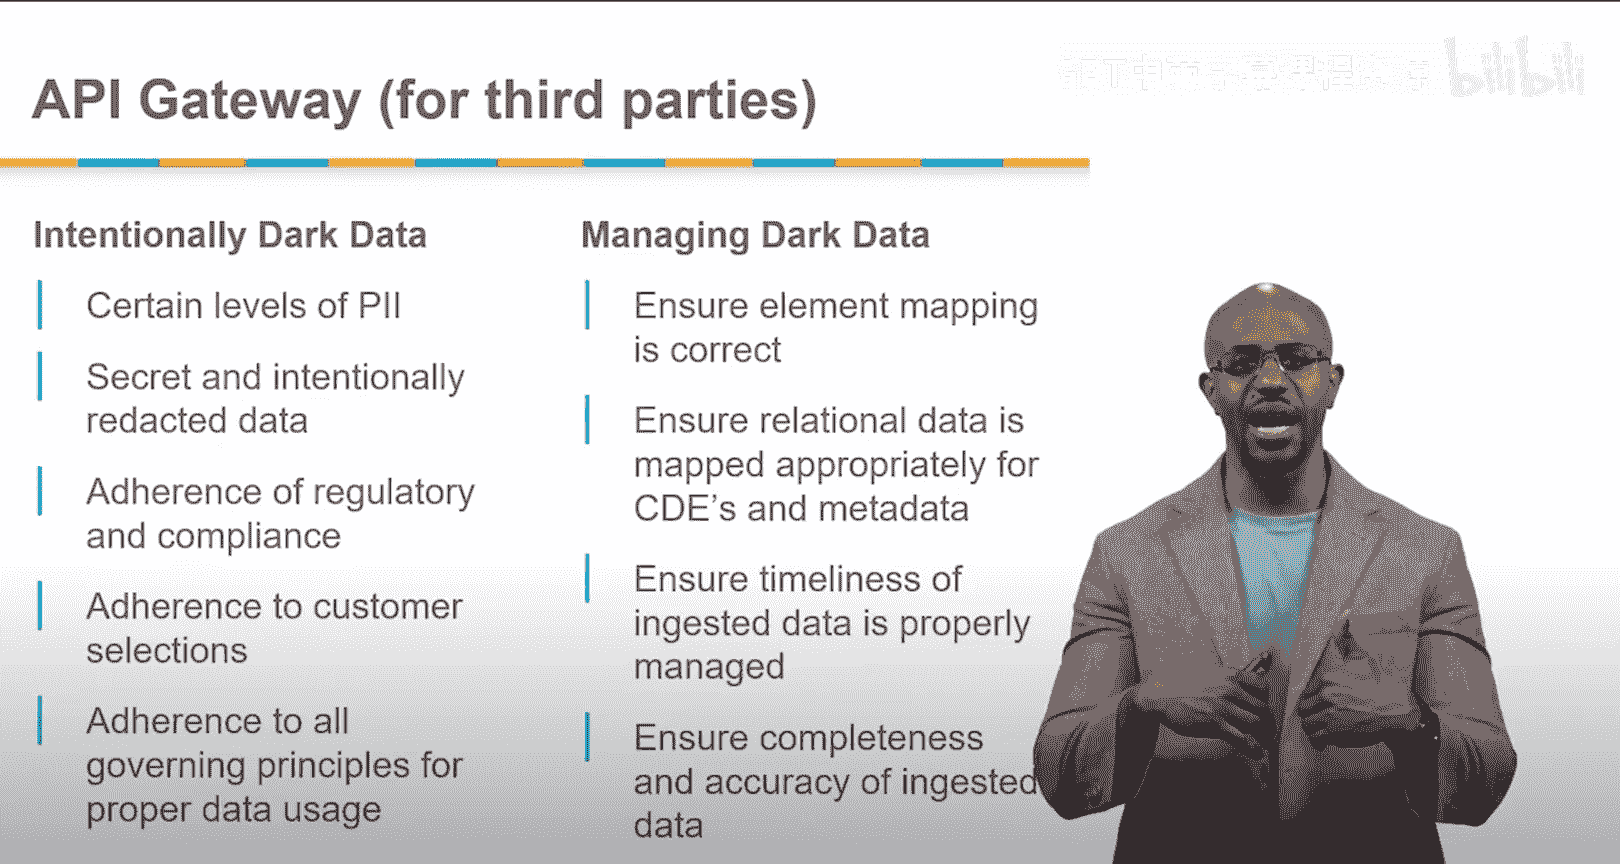 API Gateway (for third parties)
bilibili
Intentionally Dark Data
Certain levels of PII
Secret and intentionally
redacted data
Adherence of regulatory
and compliance
Adherence to customer
selections
Adherence to all
governing principles for
proper data usage
Managing Dark Data
Ensure element mapping
is correct
Ensure relational data is
mapped appropriately for
CDE's and metadata
Ensure timeliness of
ingested data is properly
managed
Ensure completeness
and accuracy of ingested
data